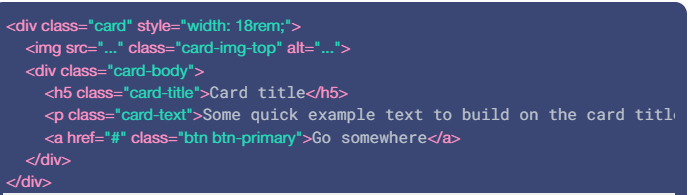 <div class="card" style="width: 18rem;">
<img src="..." class="card-img-top" alt="...">
<div class="card-body">
<h5 class="card-title">Card title</h5>
<p class="card-text">Some quick example text to build on the card title
<a href="#" class="btn btn-primary">Go somewhere</a>
</div>
</div>